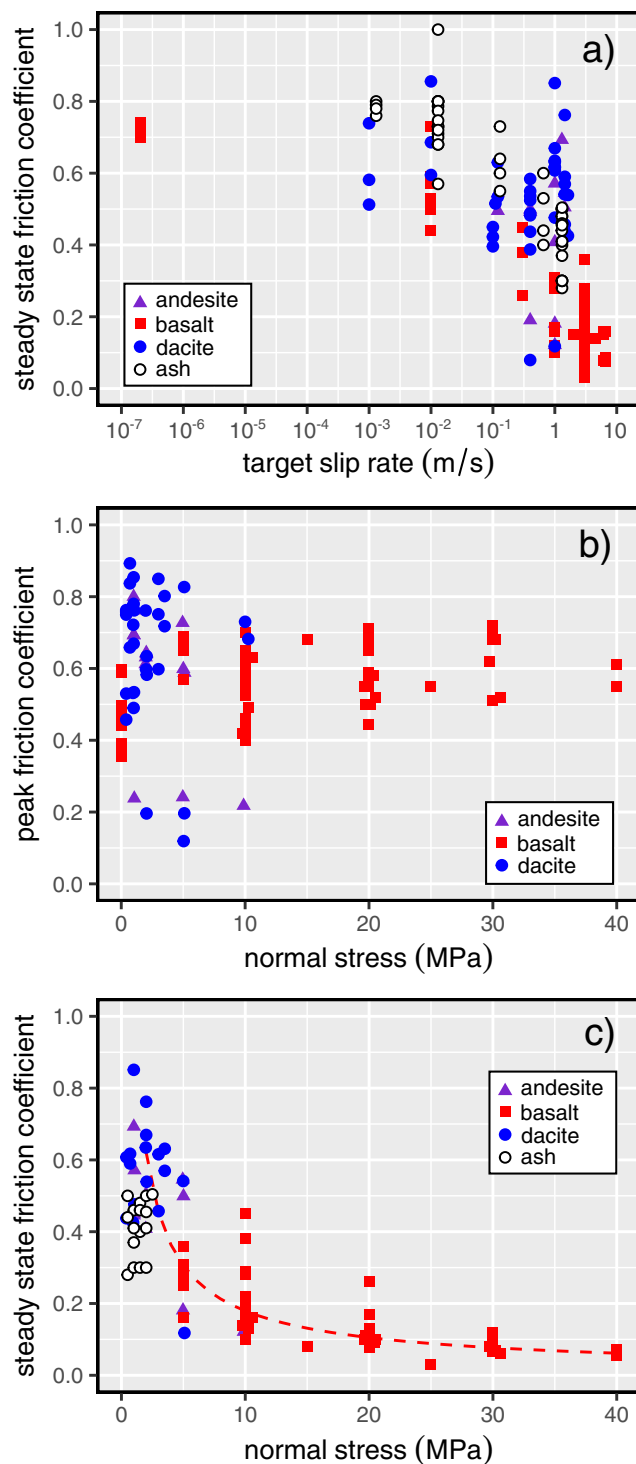 a)
1.0
0.8
0.6
0.4
0.2
0.0
steady state friction coefficient
andesite
basalt
dacite
ash
10⁻⁷ 10⁻⁶ 10⁻⁵ 10⁻⁴ 10⁻³ 10⁻² 10⁻¹ 1 10
target slip rate (m/s)
b)
1.0
0.8
0.6
0.4
0.2
0.0
peak friction coefficient
andesite
basalt
dacite
0 10 20 30 40
normal stress (MPa)
c)
1.0
0.8
0.6
0.4
0.2
0.0
steady state friction coefficient
andesite
basalt
dacite
ash
0 10 20 30 40
normal stress (MPa)